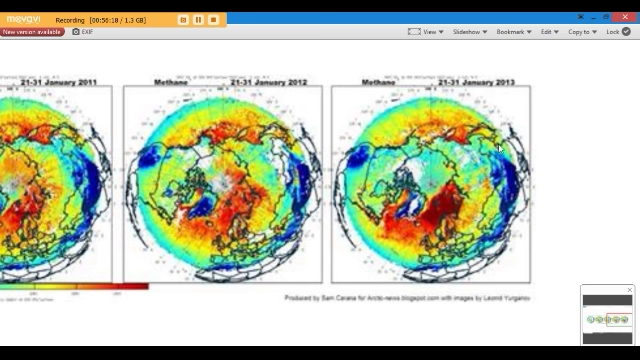 movavi Recording [00:56:18 / 1.3 GB]
New version available EXIF View Slideshow Bookmark Edit Copy to Lock
21-31 January 2011 Methane 21-31 January 2012 Methane 21-31 January 2013
Produced by Sam Carana for Arctic-news.blogspot.com with images by Leonid Yurganov